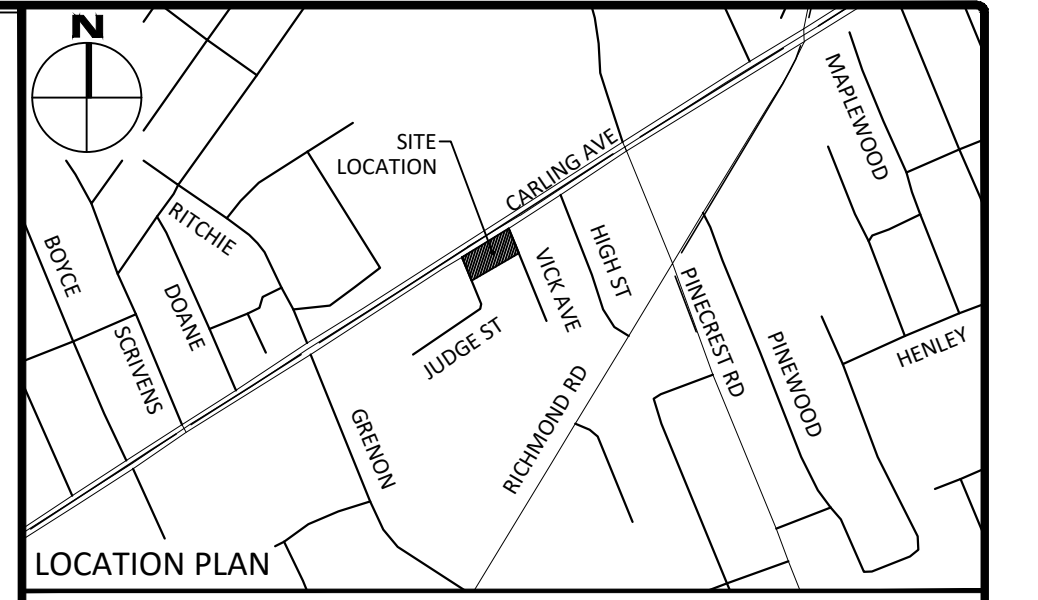 N
SITE
LOCATION
CARLING AVE
MAPLEWOOD
RITCHIE
BOYCE
DOANE
SCRIVENS
HIGH ST
VICK AVE
JUDGE ST
PINECREST RD
PINEWOOD
HENLEY
RICHMOND RD
GRENON
LOCATION PLAN